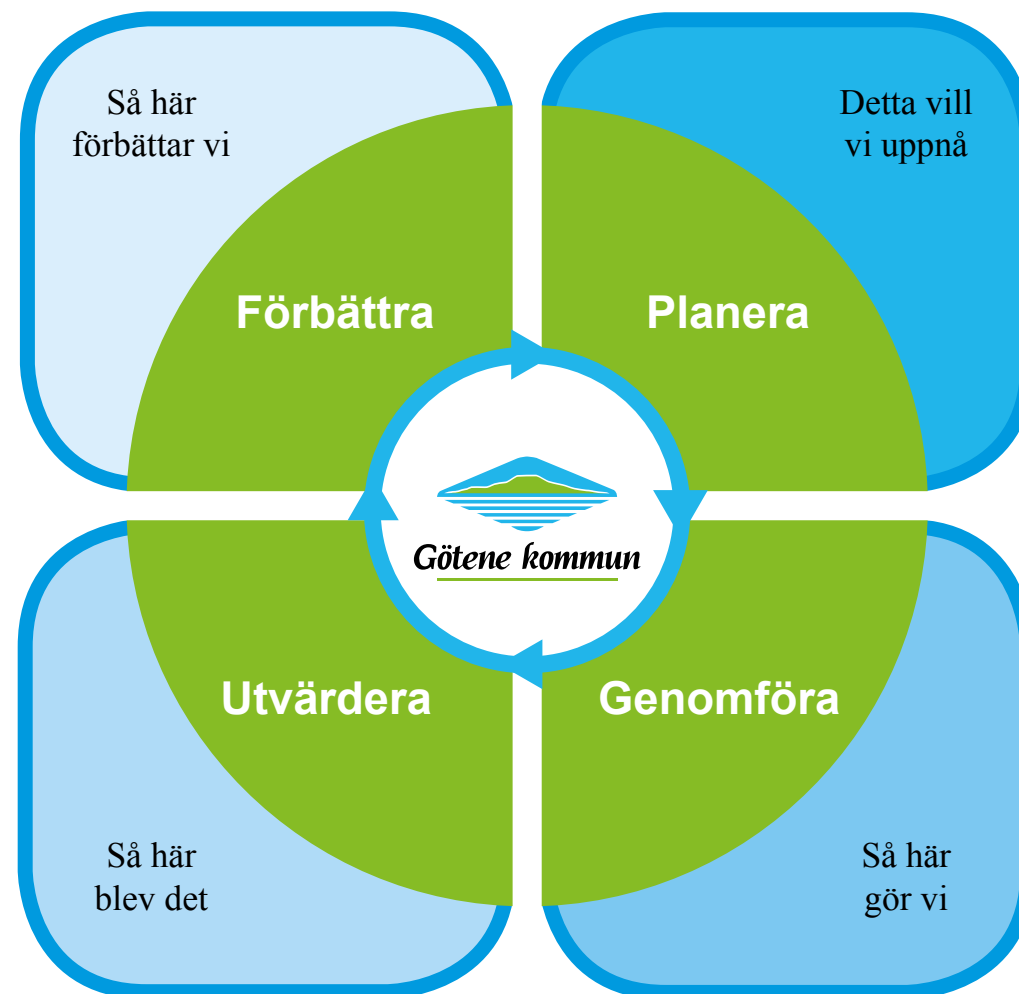 Så här
förbättar vi
Detta vill
vi uppnå
Förbättra
Planera
Götene kommun
Utvärdera
Genomföra
Så här
blev det
Så här
gör vi